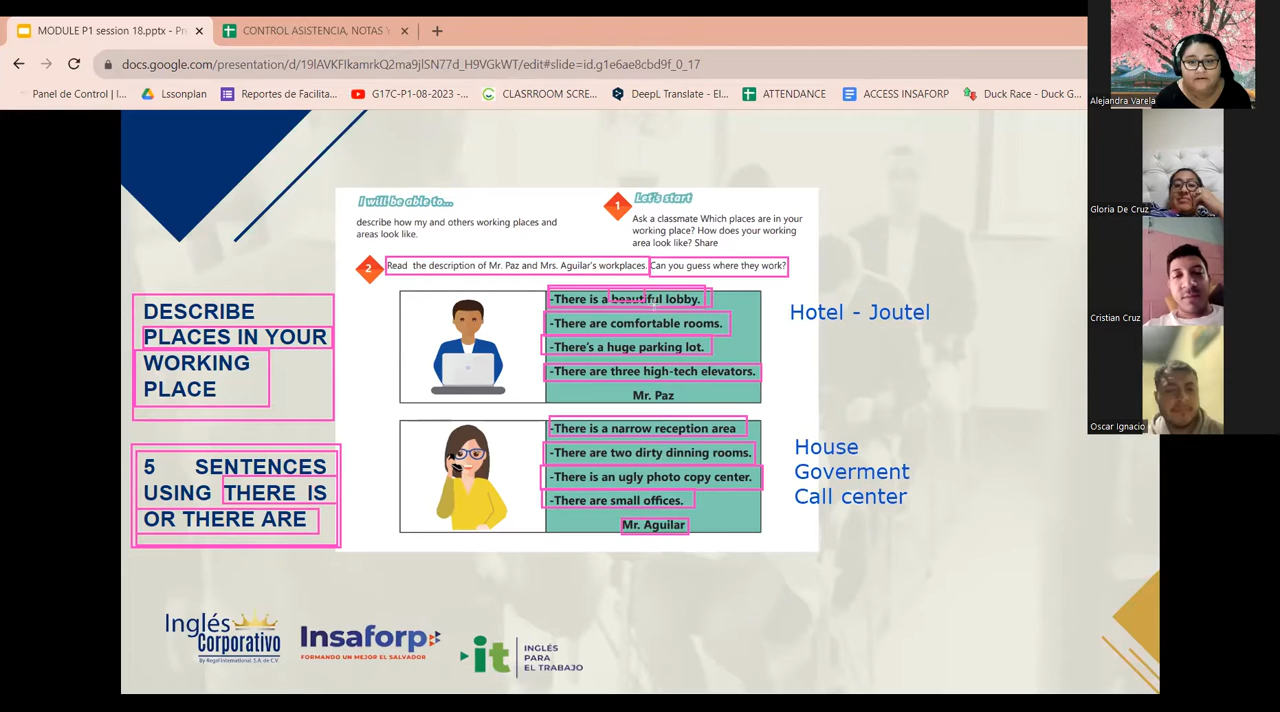 MODULE P1 session 18.pptx - Pre
CONTROL ASISTENCIA, NOTAS Y
docs.google.com/presentation/d/19lAVKFIkamrkQ2ma9jlSN77d_H9VGkWT/edit#slide=id.g1e6ae8cbd9f_0_17
Panel de Control | I...
Lssonplan
Reportes de Facilita...
G17C-P1-08-2023 -...
CLASSROOM SCRE...
DeepL Translate - El...
ATTENDANCE
ACCESS INSAFORP
Duck Race - Duck G...
Alejandra Varela
Gloria De Cruz
Cristian Cruz
Oscar Ignacio
I will be able to...
describe how my and others working places and
areas look like.
1
Let's start
Ask a classmate Which places are in your
working place? How does your working
area look like? Share
2
Read the description of Mr. Paz and Mrs. Aguilar's workplaces. Can you guess where they work?
DESCRIBE
PLACES IN YOUR
WORKING
PLACE
5 SENTENCES
USING THERE IS
OR THERE ARE
-There is a beautiful lobby.
-There are comfortable rooms.
-There's a huge parking lot.
-There are three high-tech elevators.
Mr. Paz
Hotel - Joutel
-There is a narrow reception area
-There are two dirty dinning rooms.
-There is an ugly photo copy center.
-There are small offices.
Mr. Aguilar
House
Goverment
Call center
Inglés
Corporativo
By Regal International, S.A. de C.V.
Insaforp
FORMANDO UN MEJOR EL SALVADOR
it
INGLÉS
PARA
EL TRABAJO